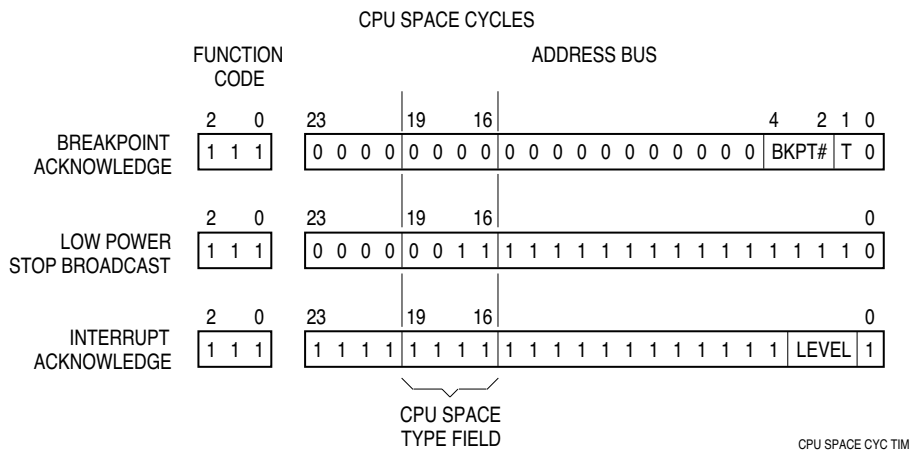 CPU SPACE CYCLES
FUNCTION
CODE
ADDRESS BUS
2 0 23 19 16 4 2 1 0
BREAKPOINT
ACKNOWLEDGE
1 1 1 0 0 0 0 0 0 0 0 0 0 0 0 0 0 0 0 0 0 0 BKPT# T 0
2 0 23 19 16 0
LOW POWER
STOP BROADCAST
1 1 1 0 0 0 0 0 0 1 1 1 1 1 1 1 1 1 1 1 1 1 1 1 1 1 0
2 0 23 19 16 0
INTERRUPT
ACKNOWLEDGE
1 1 1 1 1 1 1 1 1 1 1 1 1 1 1 1 1 1 1 1 1 1 1 LEVEL 1
CPU SPACE
TYPE FIELD
CPU SPACE CYC TIM